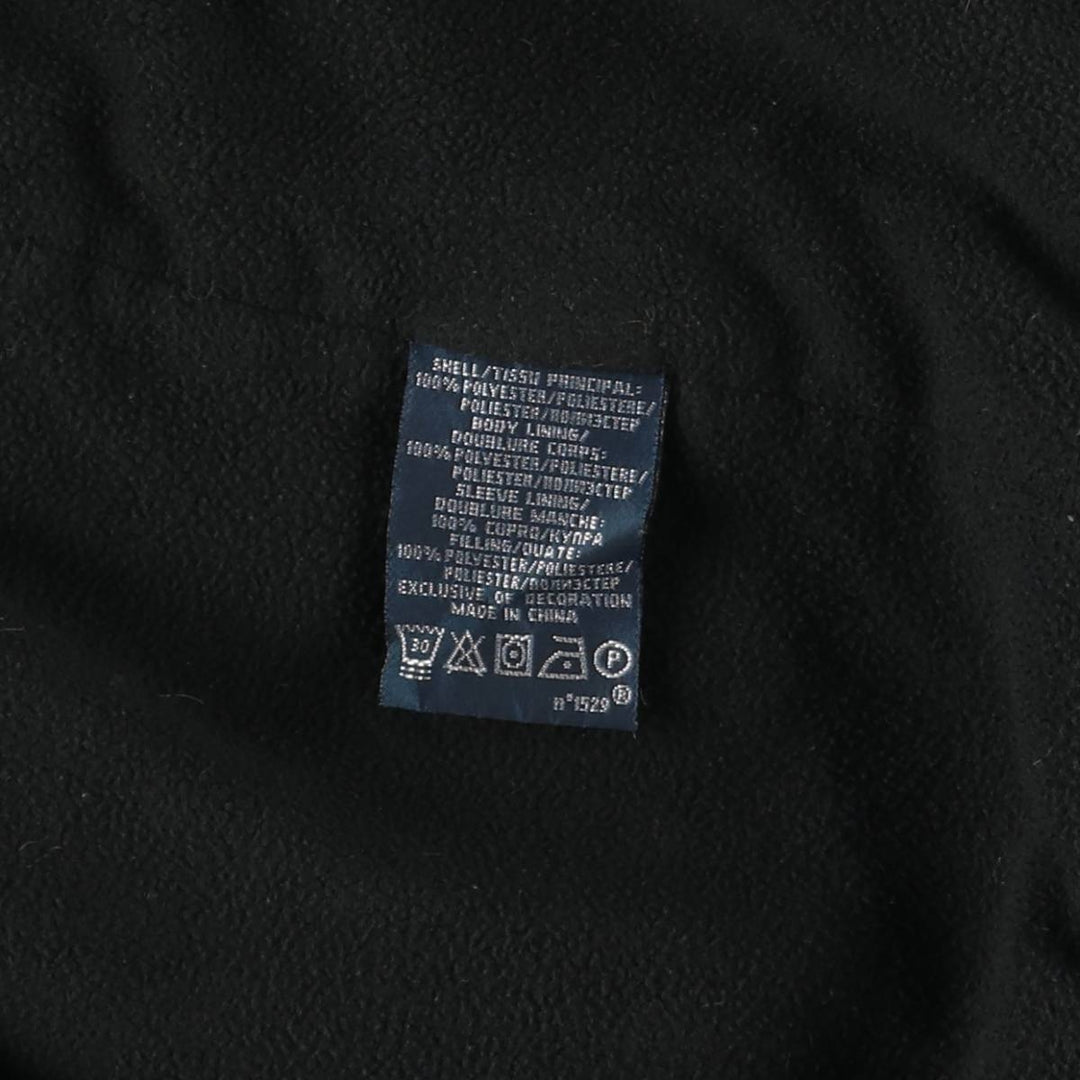 SHELL/TISSU PRINCIPAL:
100% POLYESTER/POLIESTERE/
POLIESTER/ПОЛИЭСТЕР
BODY LINING/
DOUBLURE CORPS:
100% POLYESTER/POLIESTERE/
POLIESTER/ПОЛИЭСТЕР
SLEEVE LINING/
DOUBLURE MANCHE:
100% CUPRO/КУПРА
FILLING/OUATE:
100% POLYESTER/POLIESTERE/
POLIESTER/ПОЛИЭСТЕР
EXCLUSIVE OF DECORATION
MADE IN CHINA
30 P
n°1529®